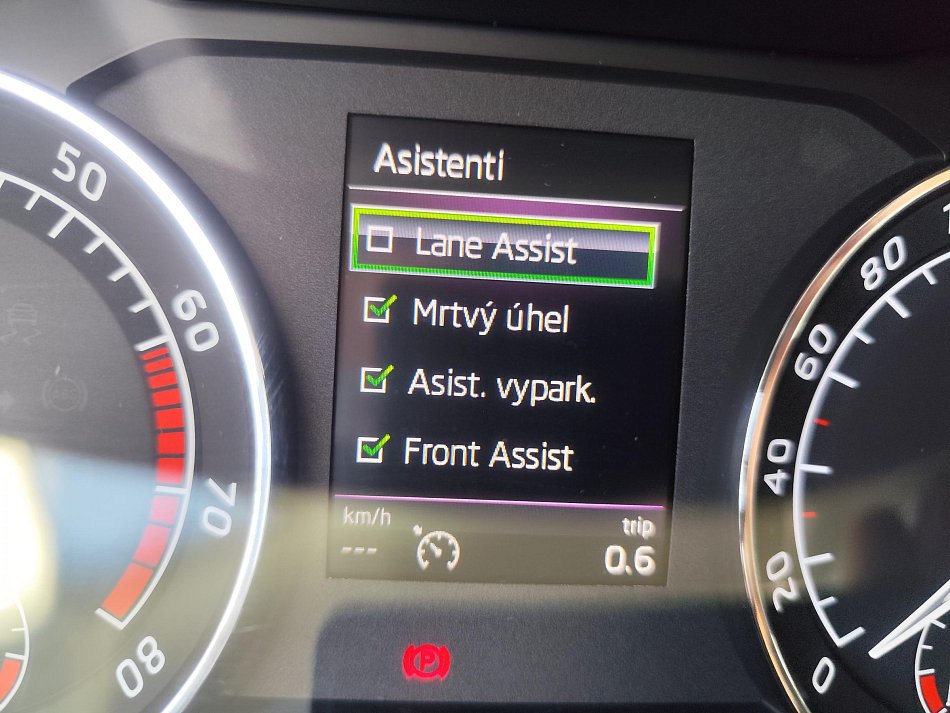 Asistenti
Lane Assist
Mrtvý úhel
Asist. vypark.
Front Assist
km/h
trip
---
0.6
50
60
70
80
80
60
40
20
0
P